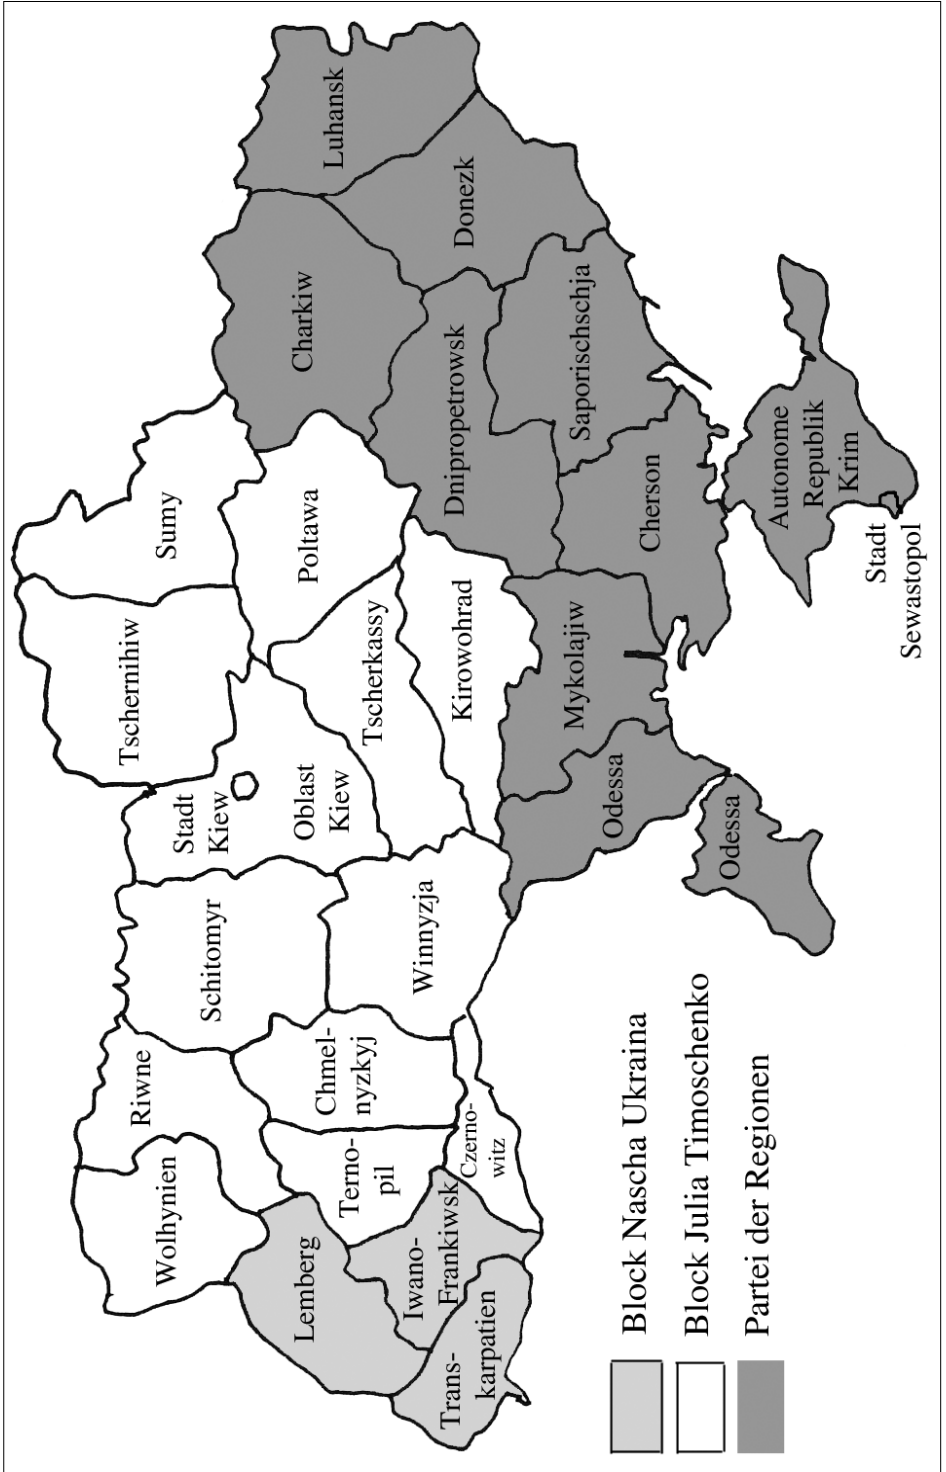 Wolhynien
Riwne
Schitomyr
Stadt
Kiew
Oblast
Kiew
Tschernihiw
Sumy
Lemberg
Terno-
pil
Chmel-
nyzkyj
Winnyzja
Tscherkassy
Poltawa
Charkiw
Luhansk
Trans-
karpatien
Iwano-
Frankiwsk
Czerno-
witz
Kirowohrad
Dnipropetrowsk
Donezk
Odessa
Mykolajiw
Cherson
Saporischschja
Odessa
Autonome
Republik
Krim
Stadt
Sewastopol
Block Nascha Ukraina
Block Julia Timoschenko
Partei der Regionen